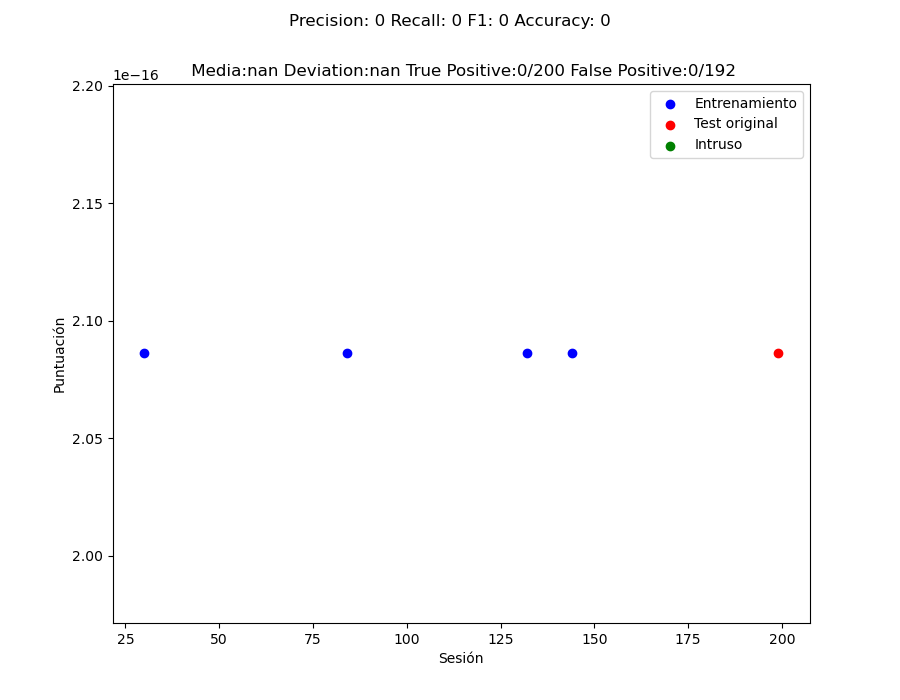 Precision: 0 Recall: 0 F1: 0 Accuracy: 0
Media:nan Deviation:nan True Positive:0/200 False Positive:0/192
1e−16
2.20
2.15
2.10
2.05
2.00
Puntuación
Entrenamiento
Test original
Intruso
25 50 75 100 125 150 175 200
Sesión